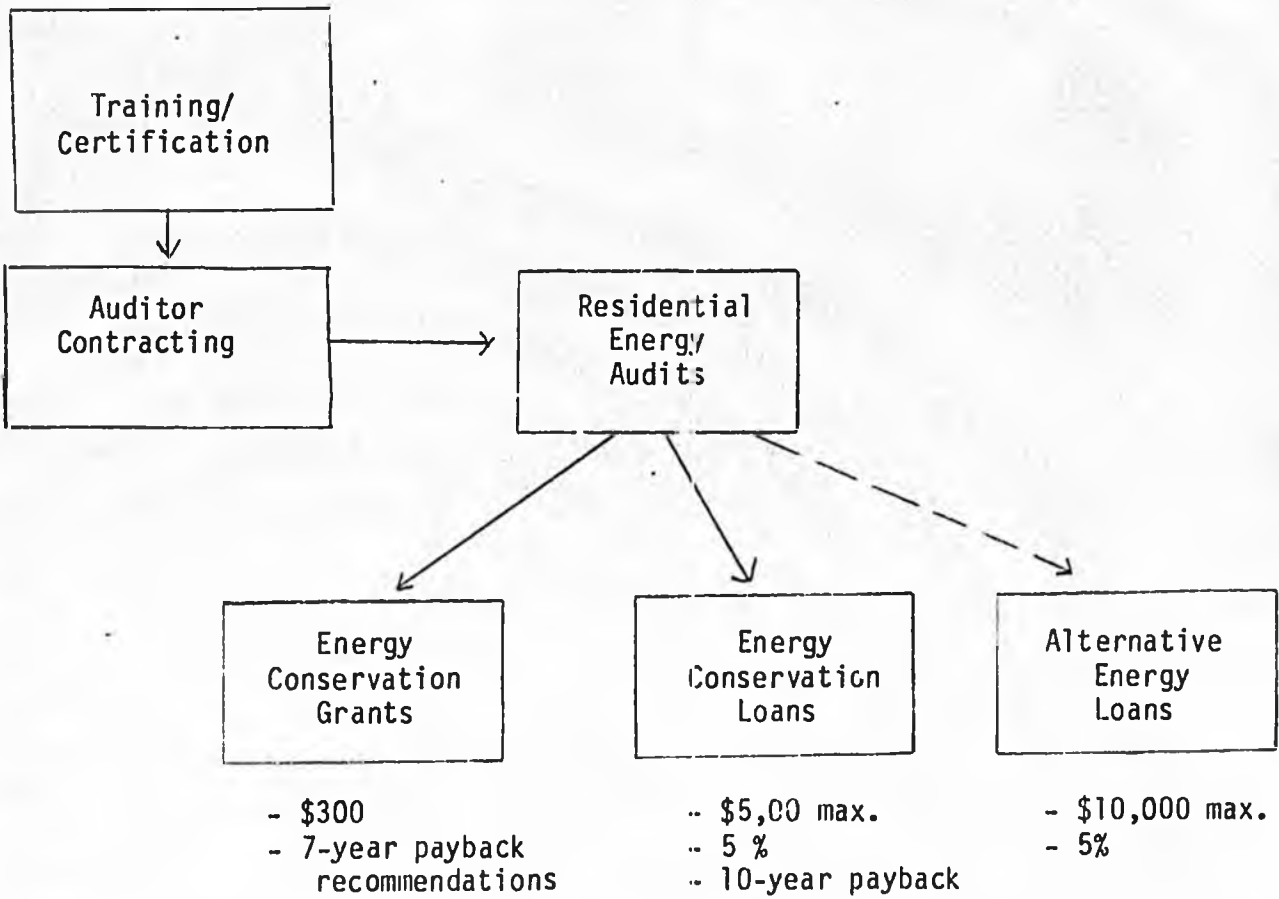 Training/
Certification
Auditor
Contracting
Residential
Energy
Audits
Energy
Conservation
Grants
- $300
- 7-year payback
recommendations
Energy
Conservation
Loans
- $5,00 max.
- 5 %
- 10-year payback
Alternative
Energy
Loans
- $10,000 max.
- 5%